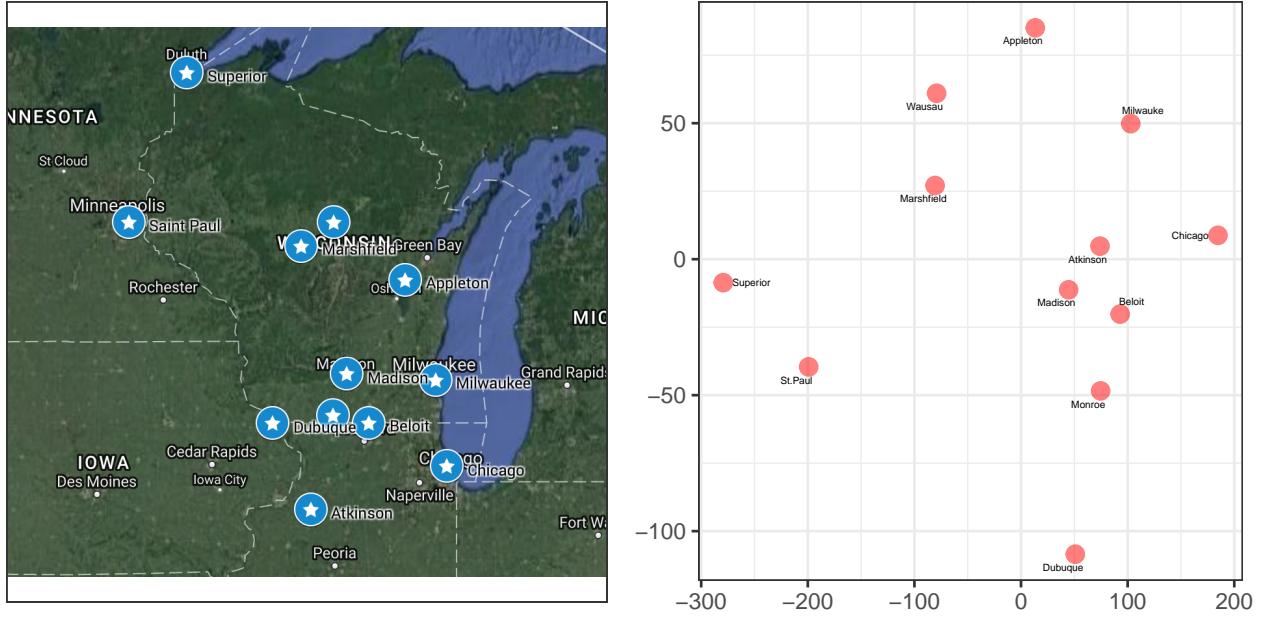 Duluth
Superior
NNESOTA
St Cloud
Minneapolis
Saint Paul
Marshfield
Green Bay
Appleton
Rochester
MIC
Madison
Milwaukee
Madison
Milwaukee
Grand Rapids
Dubuque
Beloit
Cedar Rapids
IOWA
Des Moines
Iowa City
Chicago
Chicago
Naperville
Atkinson
Fort Wa
Peoria
50
0
−50
−100
−300
−200
−100
0
100
200
Appleton
Wausau
Milwauke
Marshfield
Chicago
Atkinson
Superior
Madison
Beloit
St.Paul
Monroe
Dubuque